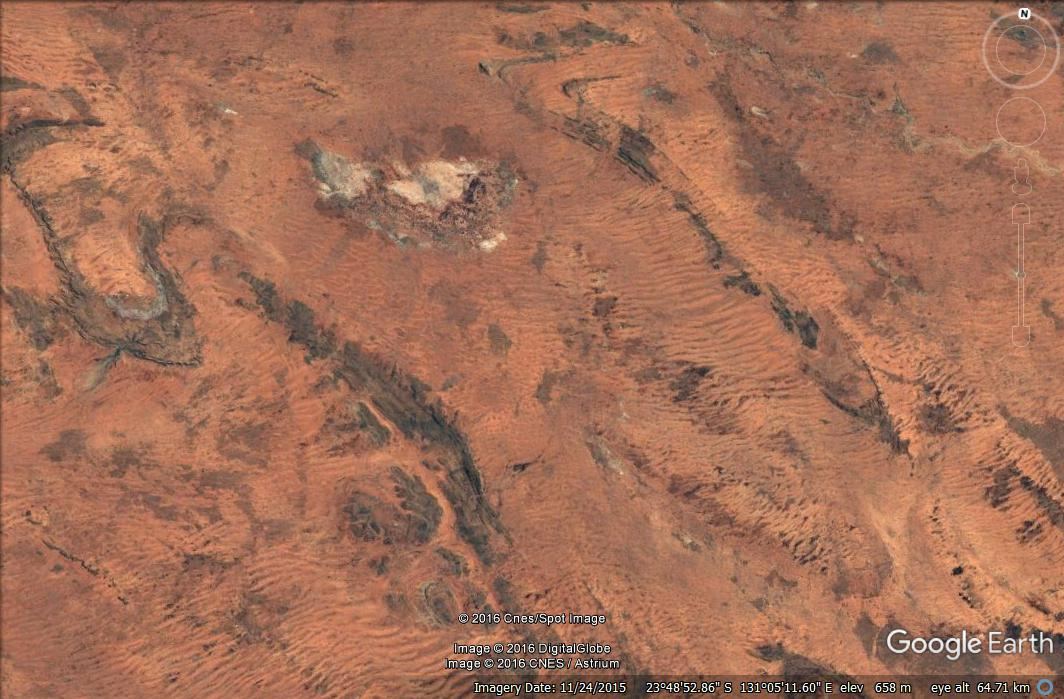 N
© 2016 Cnes/Spot Image
Google Earth
Image © 2016 DigitalGlobe
Image © 2016 CNES / Astrium
Imagery Date: 11/24/2015 23°48'52.86" S 131°05'11.60" E elev 658 m eye alt 64.71 km